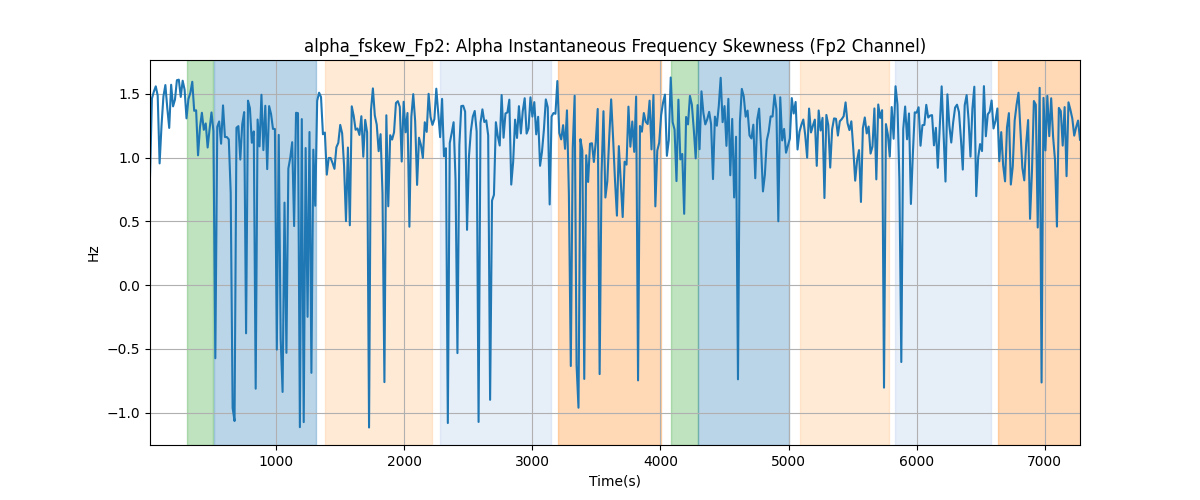 alpha_fskew_Fp2: Alpha Instantaneous Frequency Skewness (Fp2 Channel)
Hz
1.5
1.0
0.5
0.0
−0.5
−1.0
1000 2000 3000 4000 5000 6000 7000
Time(s)